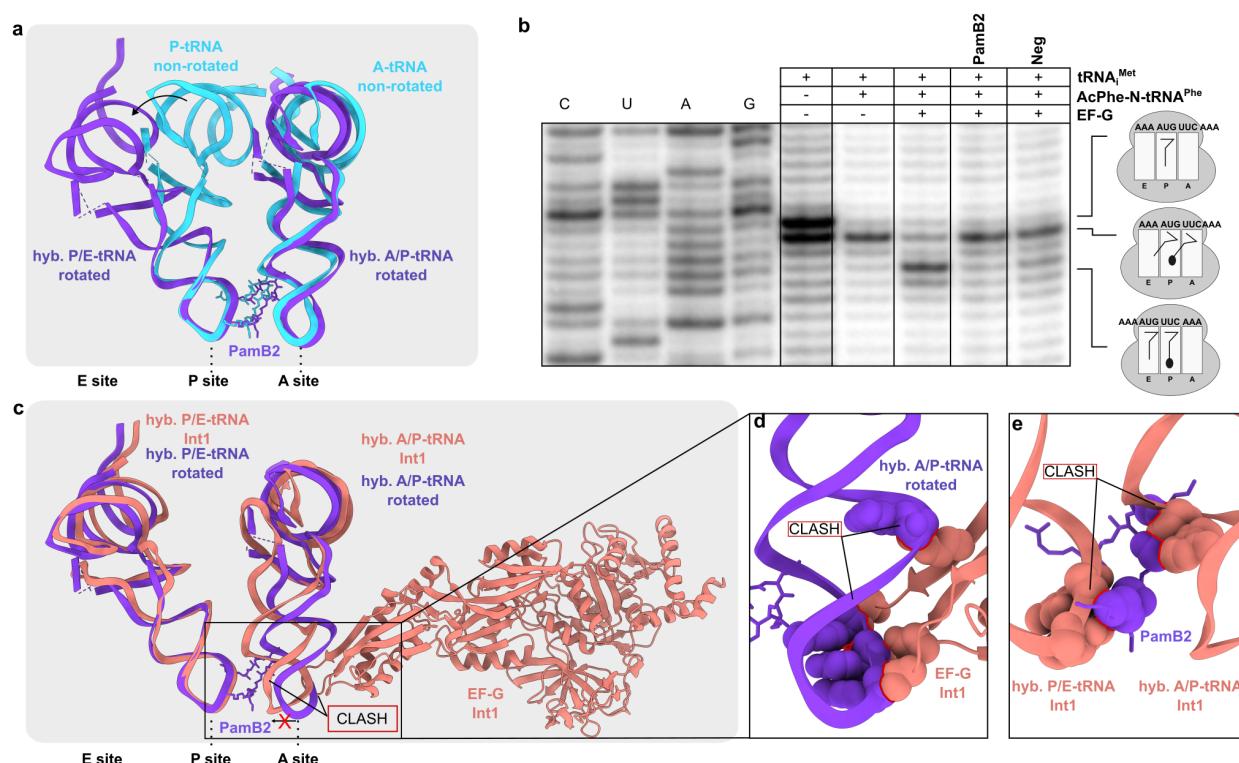 a
P-tRNA
non-rotated
A-tRNA
non-rotated
hyb. P/E-tRNA
rotated
hyb. A/P-tRNA
rotated
PamB2
E site P site A site
b
PamB2
Neg
+ + + + + tRNAiMet
- + + + + AcPhe-N-tRNAPhe
- - + + + EF-G
C U A G
AAA AUG UUC AAA
E P A
AAA AUG UUC AAA
E P A
AAA AUG UUC AAA
E P A
c
hyb. P/E-tRNA
Int1
hyb. P/E-tRNA
rotated
hyb. A/P-tRNA
Int1
hyb. A/P-tRNA
rotated
EF-G
Int1
PamB2
CLASH
E site P site A site
d
hyb. A/P-tRNA
rotated
CLASH
EF-G
Int1
e
CLASH
PamB2
hyb. P/E-tRNA
Int1
hyb. A/P-tRNA
Int1